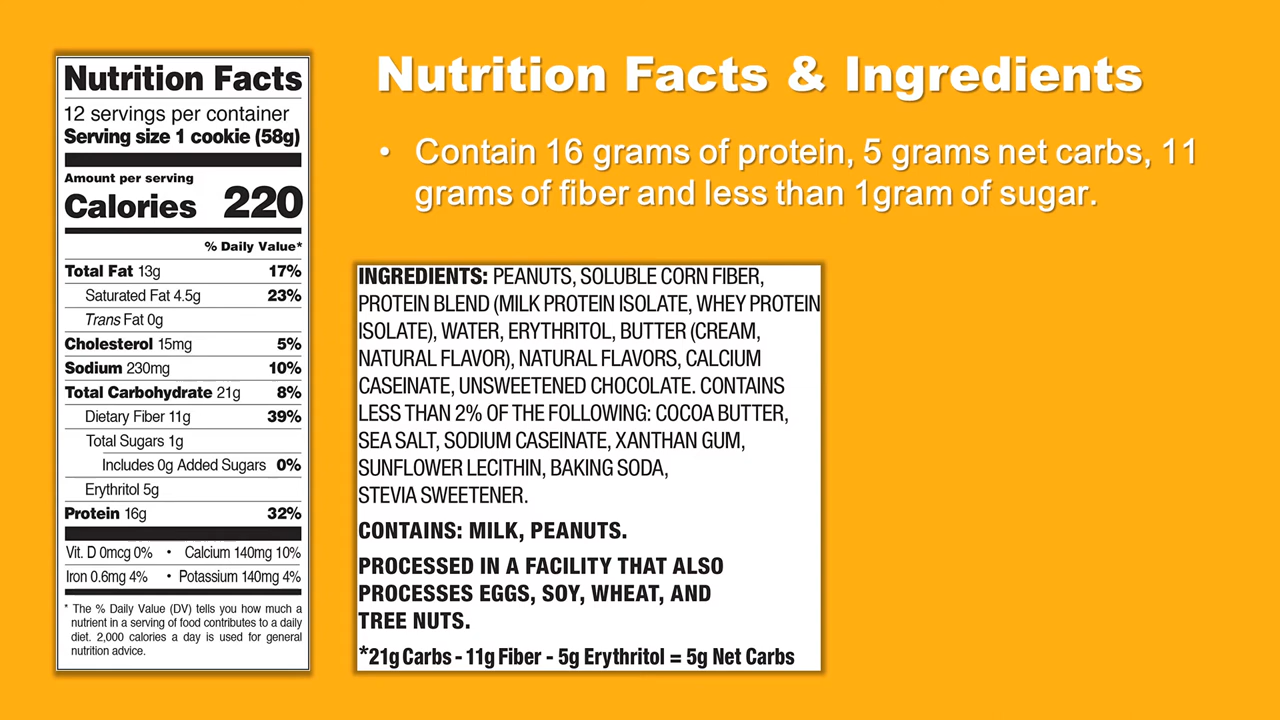 Nutrition Facts
12 servings per container
Serving size 1 cookie (58g)
Amount per serving
Calories 220
% Daily Value*
Total Fat 13g 17%
Saturated Fat 4.5g 23%
Trans Fat 0g
Cholesterol 15mg 5%
Sodium 230mg 10%
Total Carbohydrate 21g 8%
Dietary Fiber 11g 39%
Total Sugars 1g
Includes 0g Added Sugars 0%
Erythritol 5g
Protein 16g 32%
Vit. D 0mcg 0% • Calcium 140mg 10%
Iron 0.6mg 4% • Potassium 140mg 4%
* The % Daily Value (DV) tells you how much a
nutrient in a serving of food contributes to a daily
diet. 2,000 calories a day is used for general
nutrition advice.
Nutrition Facts & Ingredients
• Contain 16 grams of protein, 5 grams net carbs, 11
grams of fiber and less than 1gram of sugar.
INGREDIENTS: PEANUTS, SOLUBLE CORN FIBER,
PROTEIN BLEND (MILK PROTEIN ISOLATE, WHEY PROTEIN
ISOLATE), WATER, ERYTHRITOL, BUTTER (CREAM,
NATURAL FLAVOR), NATURAL FLAVORS, CALCIUM
CASEINATE, UNSWEETENED CHOCOLATE. CONTAINS
LESS THAN 2% OF THE FOLLOWING: COCOA BUTTER,
SEA SALT, SODIUM CASEINATE, XANTHAN GUM,
SUNFLOWER LECITHIN, BAKING SODA,
STEVIA SWEETENER.
CONTAINS: MILK, PEANUTS.
PROCESSED IN A FACILITY THAT ALSO
PROCESSES EGGS, SOY, WHEAT, AND
TREE NUTS.
*21g Carbs - 11g Fiber - 5g Erythritol = 5g Net Carbs